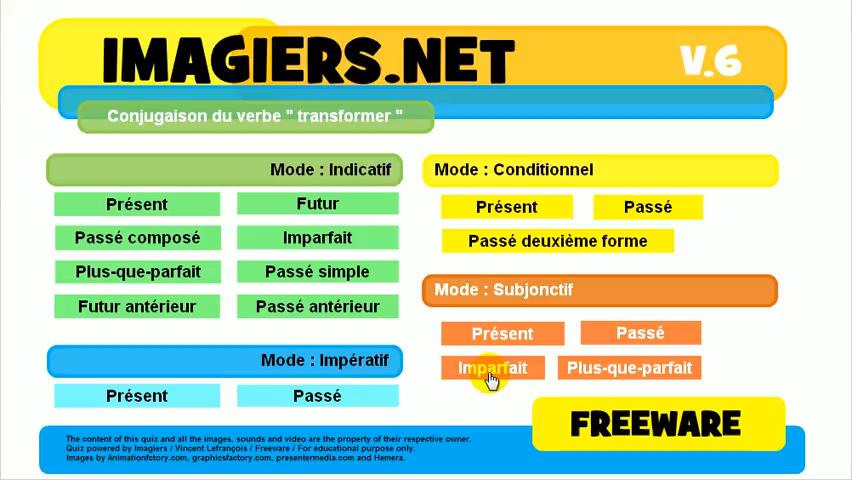 IMAGIERS.NET
V.6
Conjugaison du verbe " transformer "
Mode : Indicatif
Présent
Futur
Passé composé
Imparfait
Plus-que-parfait
Passé simple
Futur antérieur
Passé antérieur
Mode : Impératif
Présent
Passé
Mode : Conditionnel
Présent
Passé
Passé deuxième forme
Mode : Subjonctif
Présent
Passé
Imparfait
Plus-que-parfait
FREEWARE
The content of this quiz and all the images, sounds and video are the property of their respective owner.
Quiz powered by Imagiers / Vincent Lefrançois / Freeware / For educational purpose only.
Images by Animationfctory.com, graphicsfactory.com, presentermedia.com and Hemera.